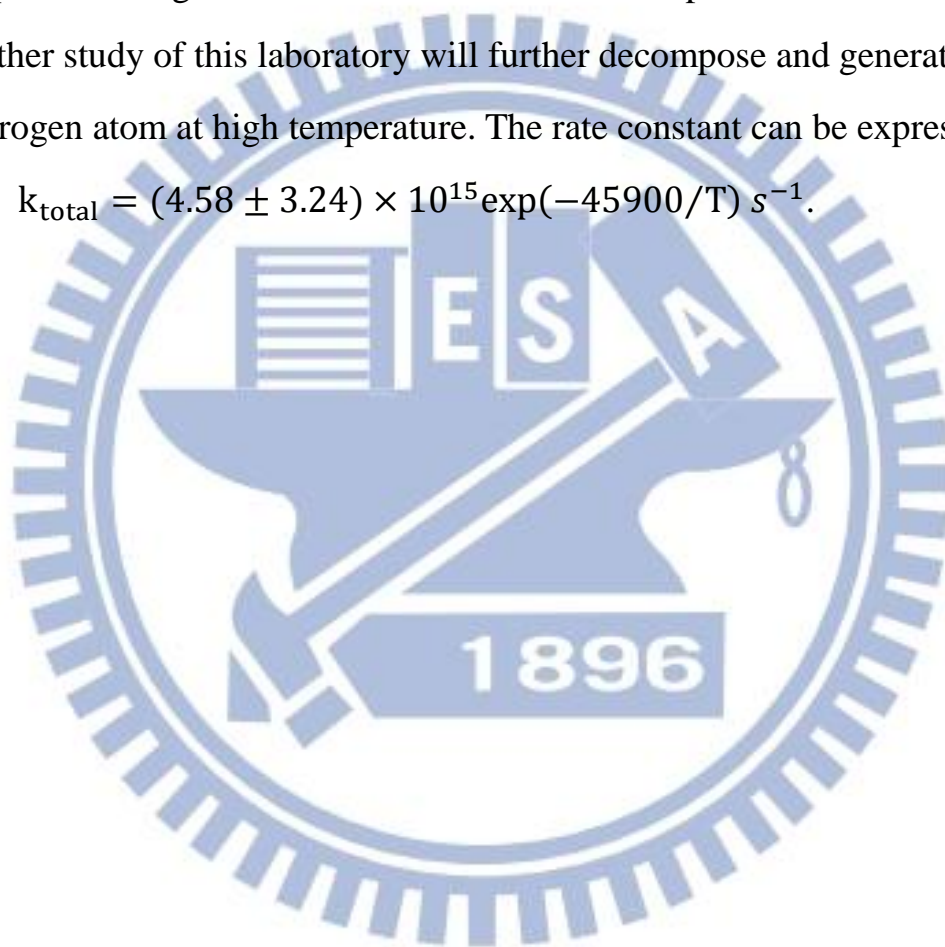 ther study of this laboratory will further decompose and generat
rogen atom at high temperature. The rate constant can be expres
k_total = (4.58 ± 3.24) × 10^15 exp(−45900/T) s^−1.
E S A
8
1896